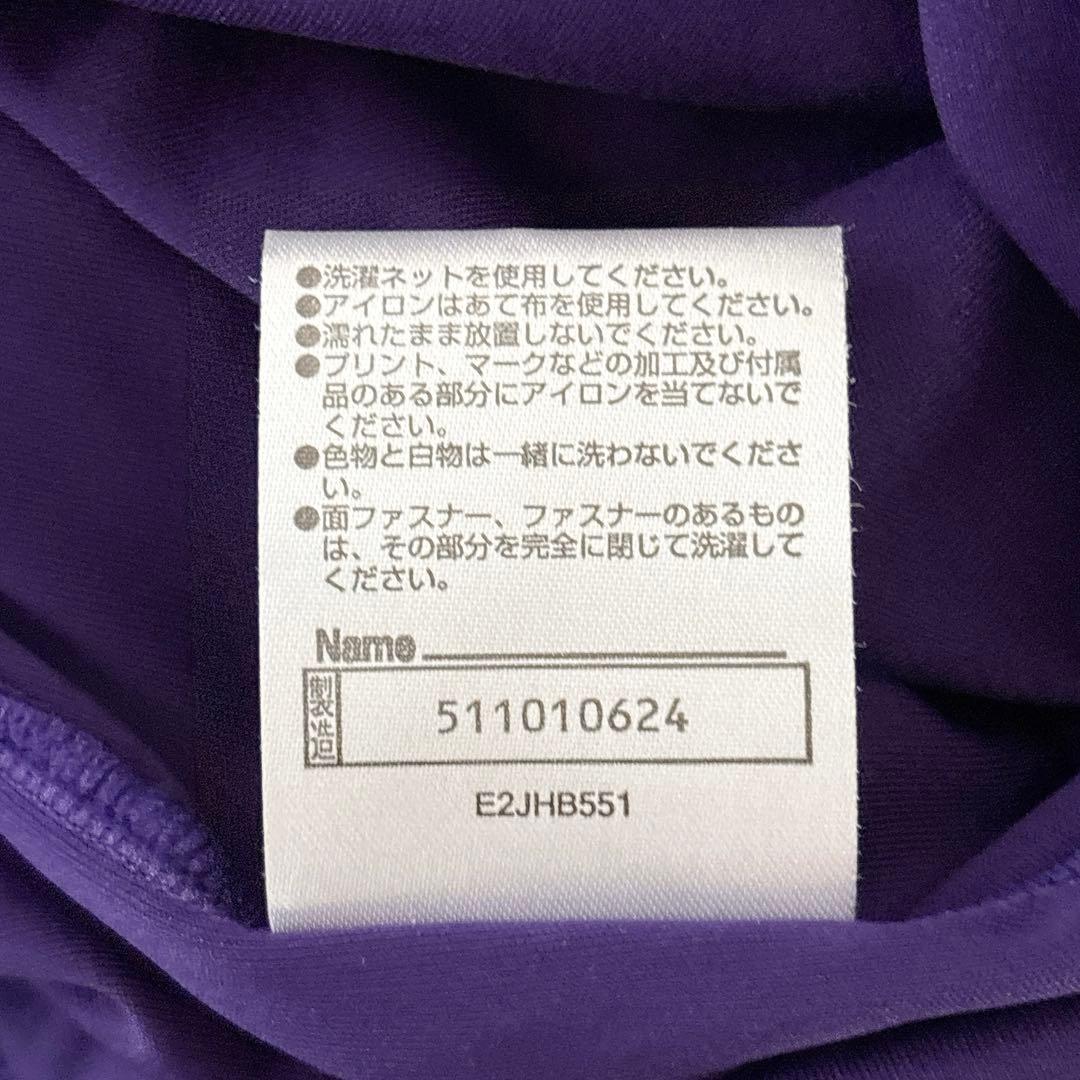 ●洗濯ネットを使用してください。
●アイロンはあて布を使用してください。
●濡れたまま放置しないでください。
●プリント、マークなどの加工及び付属
品のある部分にアイロンを当てないで
ください。
●色物と白物は一緒に洗わないでくださ
い。
●面ファスナー、ファスナーのあるもの
は、その部分を完全に閉じて洗濯して
ください。
Name
製造 511010624
E2JHB551